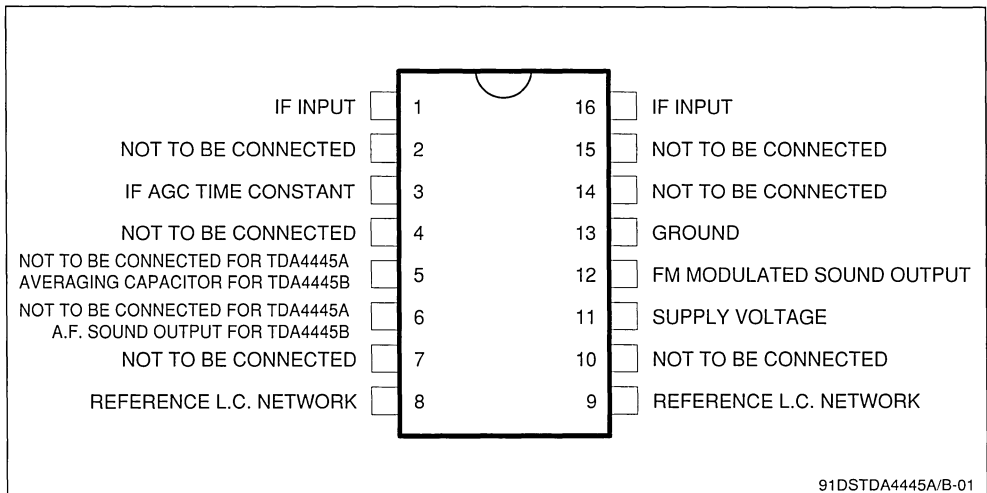 IF INPUT 1 16 IF INPUT
NOT TO BE CONNECTED 2 15 NOT TO BE CONNECTED
IF AGC TIME CONSTANT 3 14 NOT TO BE CONNECTED
NOT TO BE CONNECTED 4 13 GROUND
NOT TO BE CONNECTED FOR TDA4445A
AVERAGING CAPACITOR FOR TDA4445B 5 12 FM MODULATED SOUND OUTPUT
NOT TO BE CONNECTED FOR TDA4445A
A.F. SOUND OUTPUT FOR TDA4445B 6 11 SUPPLY VOLTAGE
NOT TO BE CONNECTED 7 10 NOT TO BE CONNECTED
REFERENCE L.C. NETWORK 8 9 REFERENCE L.C. NETWORK
91DSTDA4445A/B-01